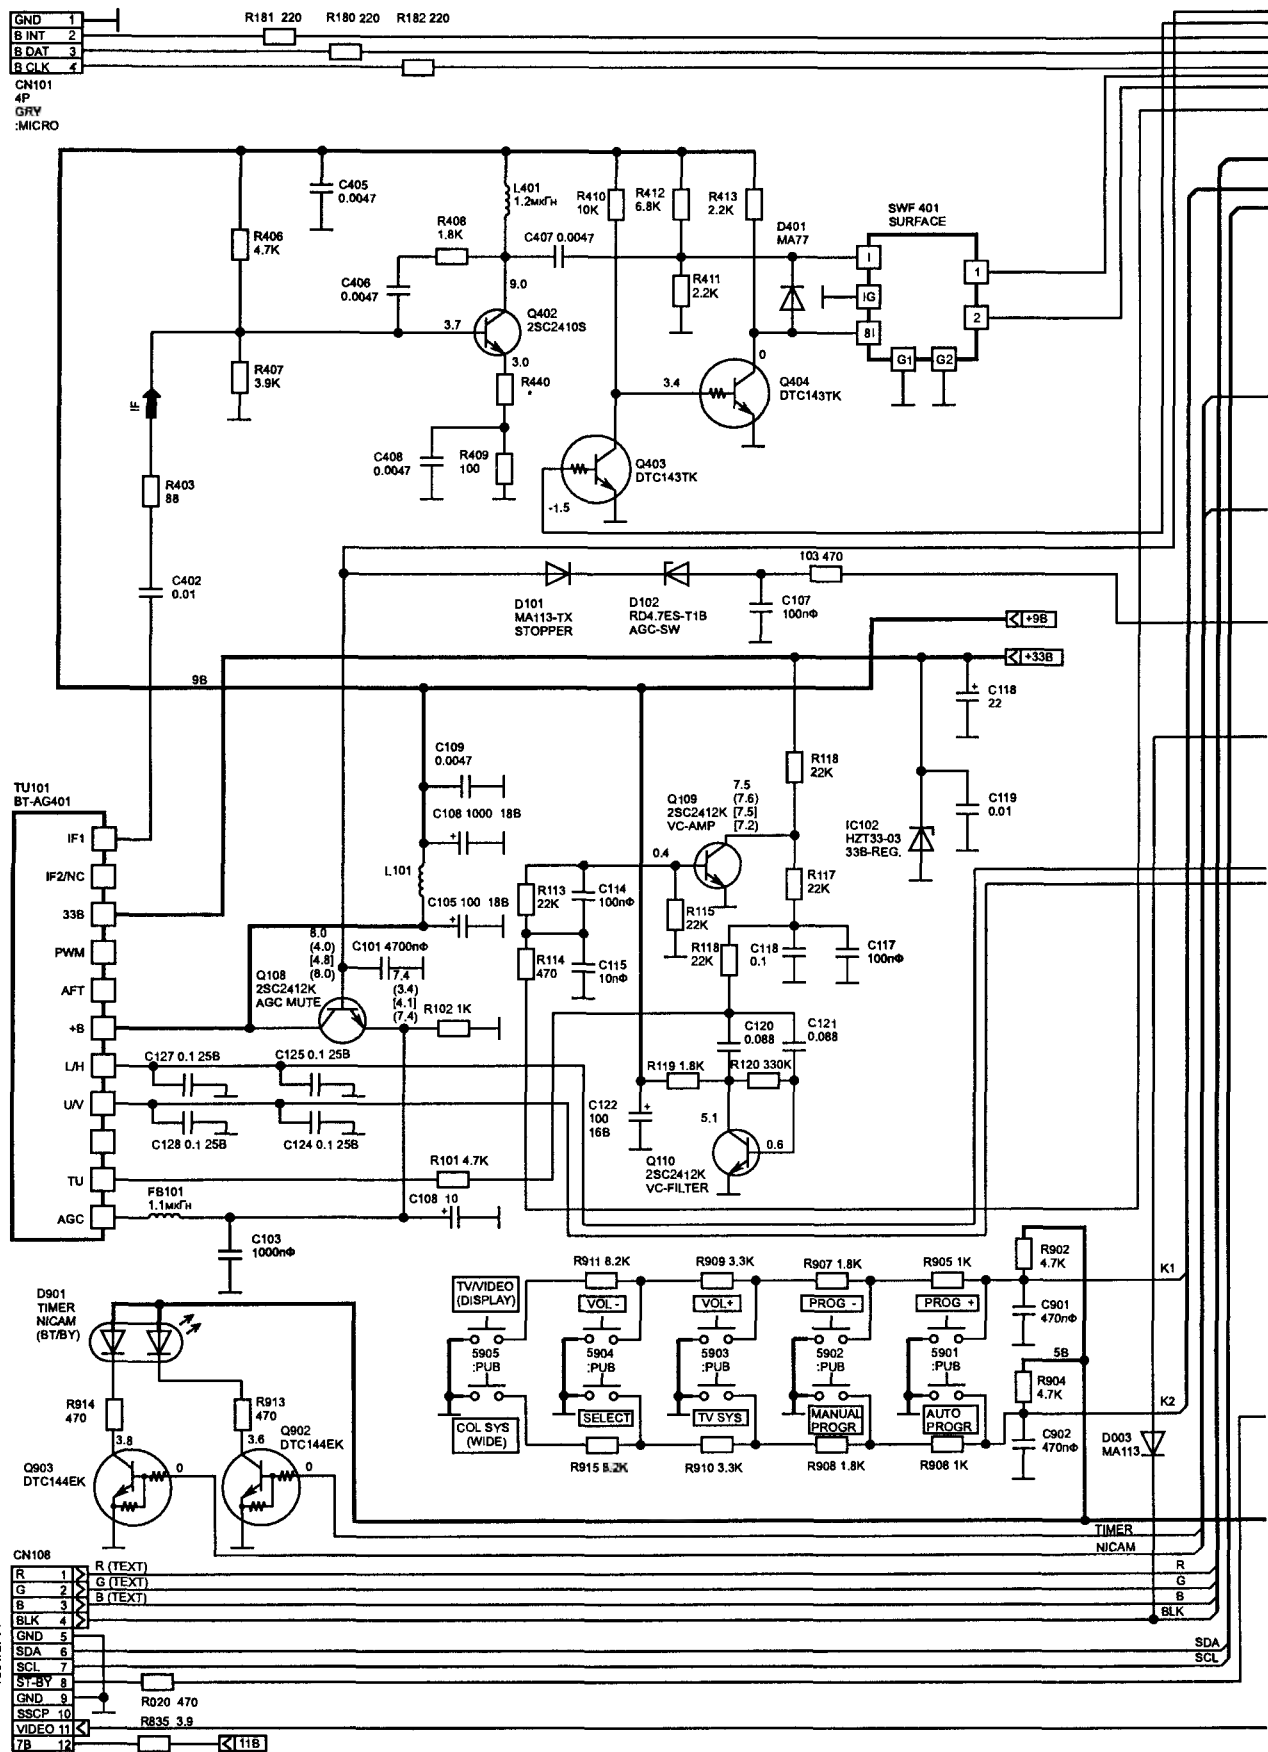 GND 1
B INT 2
B DAT 3
B CLK 4
CN101
4P
GRY
:MICRO
R181 220
R180 220
R182 220
C405
0.0047
L401
1.2мкГн
R410
10K
R412
6.8K
R413
2.2K
SWF 401
SURFACE
R406
4.7K
R408
1.8K
C407 0.0047
D401
MA77
I
1
C406
0.0047
9.0
R411
2.2K
IG
2
Q402
2SC2410S
3.7
8I
G1
G2
R407
3.9K
3.0
R440
0
Q404
DTC143TK
3.4
IF
C408
0.0047
R409
100
Q403
DTC143TK
R403
88
-1.5
103 470
C402
0.01
D101
MA113-TX
STOPPER
D102
RD4.7ES-T1B
AGC-SW
C107
100nФ
+9B
+33B
9B
C118
22
C109
0.0047
R118
22K
TU101
BT-AG401
C108 1000 18B
Q109
2SC2412K
VC-AMP
7.5
(7.6)
[7.5]
[7.2)
C119
0.01
IC102
HZT33-03
33B-REG.
IF1
0.4
IF2/NC
L101
R113
22K
C114
100nФ
R117
22K
33B
C105 100 18B
R115
22K
PWM
8.0
(4.0)
[4.8]
(8.0)
C101 4700nФ
R114
470
C115
10nФ
R118
22K
C118
0.1
C117
100nФ
AFT
Q108
2SC2412K
AGC MUTE
7.4
(3.4)
[4.1]
(7.4)
R102 1K
+B
C120
0.088
C121
0.088
L/H
C127 0.1 25B
C125 0.1 25B
R119 1.8K
R120 330K
U/V
C122
100
16B
5.1
C128 0.1 25B
C124 0.1 25B
0.6
Q110
2SC2412K
VC-FILTER
R101 4.7K
TU
FB101
1.1мкГн
C108 10
AGC
C103
1000nФ
R902
4.7K
R911 8.2K
R909 3.3K
R907 1.8K
R905 1K
K1
TV/VIDEO
(DISPLAY)
VOL -
VOL+
PROG -
PROG +
C901
470nФ
D901
TIMER
NICAM
(BT/BY)
5905
:PUB
5904
:PUB
5903
:PUB
5902
:PUB
5901
:PUB
5B
R904
4.7K
K2
R914
470
R913
470
COL SYS
(WIDE)
SELECT
TV SYS
MANUAL
PROGR
AUTO
PROGR
Q902
DTC144EK
3.8
3.6
C902
470nФ
D003
MA113
Q903
DTC144EK
0
0
R915 8.2K
R910 3.3K
R908 1.8K
R908 1K
TIMER
NICAM
CN108
R 1
R (TEXT)
R
G 2
G (TEXT)
G
B 3
B (TEXT)
B
BLK 4
BLK
GND 5
SDA 6
SDA
SCL 7
SCL
ST-BY 8
GND 9
R020 470
SSCP 10
VIDEO 11
R835 3.9
7B 12
11B